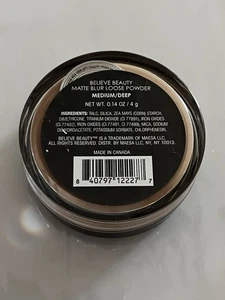 BELIEVE BEAUTY
MATTE BLUR LOOSE POWDER
MEDIUM/DEEP
NET WT. 0.14 OZ / 4 g
INGREDIENTS: TALC, SILICA, ZEA MAYS (CORN) STARCH,
DIMETHICONE, TITANIUM DIOXIDE (CI 77891), IRON OXIDES
(CI 77492), IRON OXIDES (CI 77491, CI 77499), MICA, SODIUM
DEHYDROACETATE, POTASSIUM SORBATE, CHLORPHENESIN.
BELIEVE BEAUTY™ IS A TRADEMARK OF MAESA LLC,
ALL RIGHTS RESERVED. DISTR. BY MAESA LLC, NY, NY, 10013.
MADE IN CANADA.
8 40797 12227 7